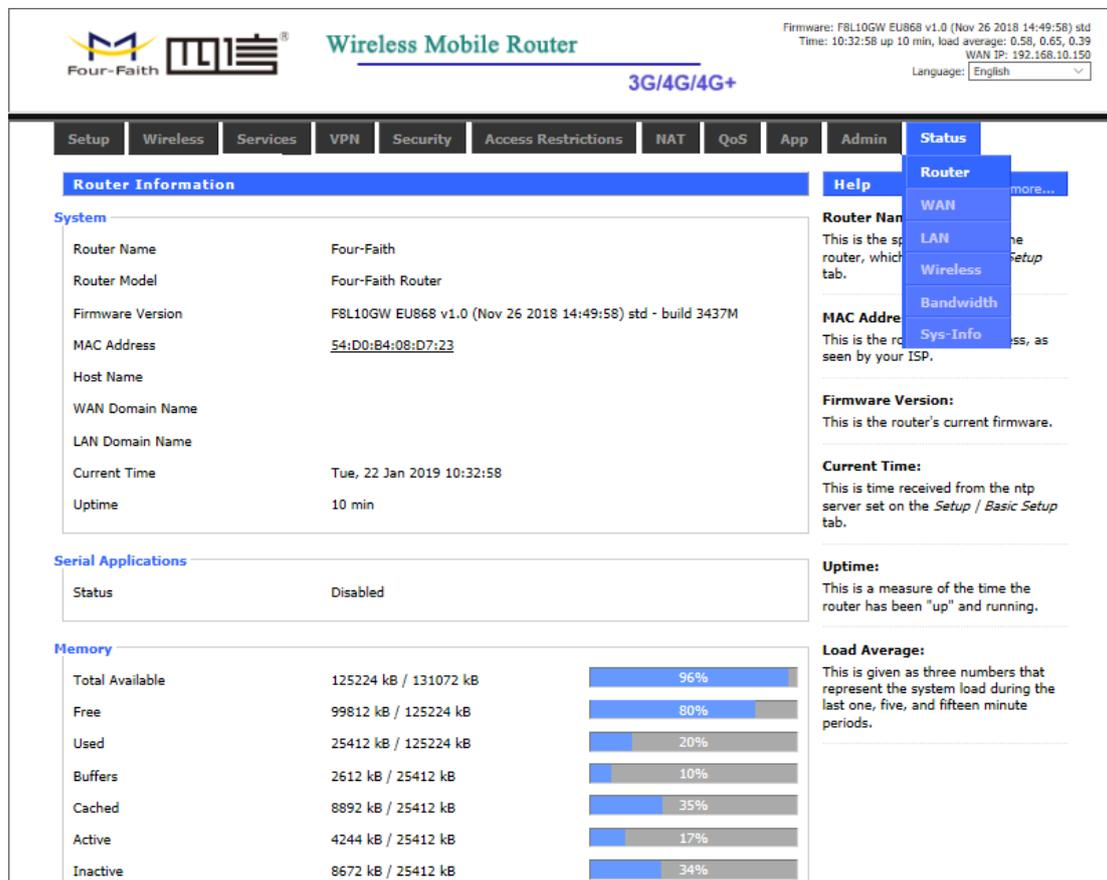 Four-Faith 四信®
Wireless Mobile Router
3G/4G/4G+
Firmware: F8L10GW EU868 v1.0 (Nov 26 2018 14:49:58) std
Time: 10:32:58 up 10 min, load average: 0.58, 0.65, 0.39
WAN IP: 192.168.10.150
Language: English
Setup Wireless Services VPN Security Access Restrictions NAT QoS App Admin Status
Router
WAN
LAN
Wireless
Bandwidth
Sys-Info
Router Information
System
Router Name Four-Faith
Router Model Four-Faith Router
Firmware Version F8L10GW EU868 v1.0 (Nov 26 2018 14:49:58) std - build 3437M
MAC Address 54:D0:B4:08:D7:23
Host Name
WAN Domain Name
LAN Domain Name
Current Time Tue, 22 Jan 2019 10:32:58
Uptime 10 min
Serial Applications
Status Disabled
Memory
Total Available 125224 kB / 131072 kB 96%
Free 99812 kB / 125224 kB 80%
Used 25412 kB / 125224 kB 20%
Buffers 2612 kB / 25412 kB 10%
Cached 8892 kB / 25412 kB 35%
Active 4244 kB / 25412 kB 17%
Inactive 8672 kB / 25412 kB 34%
Help more...
Router
This is the
router, which Setup
tab.
MAC
This is the as
seen by your ISP.
Firmware Version:
This is the router's current firmware.
Current Time:
This is time received from the ntp
server set on the Setup / Basic Setup
tab.
Uptime:
This is a measure of the time the
router has been "up" and running.
Load Average:
This is given as three numbers that
represent the system load during the
last one, five, and fifteen minute
periods.